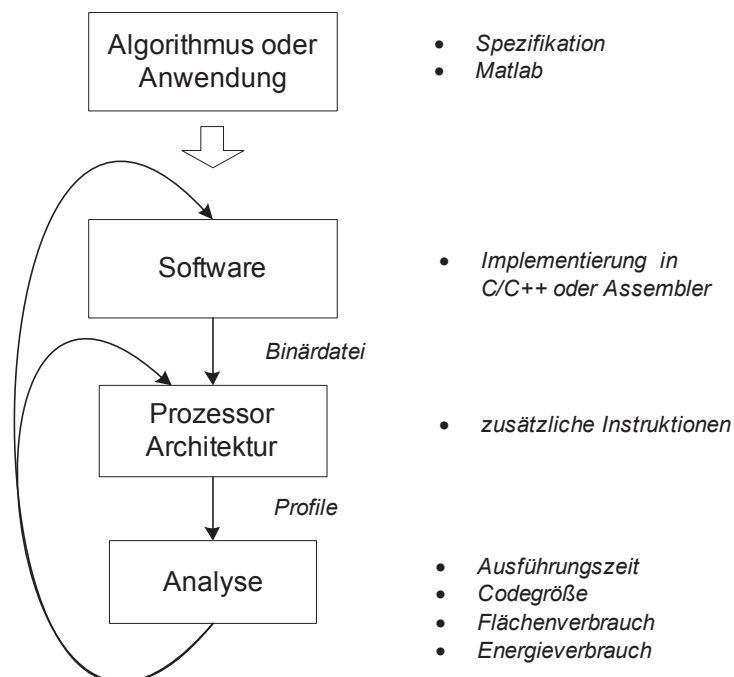 Algorithmus oder
Anwendung
• Spezifikation
• Matlab
Software
• Implementierung in
C/C++ oder Assembler
Binärdatei
Prozessor
Architektur
• zusätzliche Instruktionen
Profile
Analyse
• Ausführungszeit
• Codegröße
• Flächenverbrauch
• Energieverbrauch